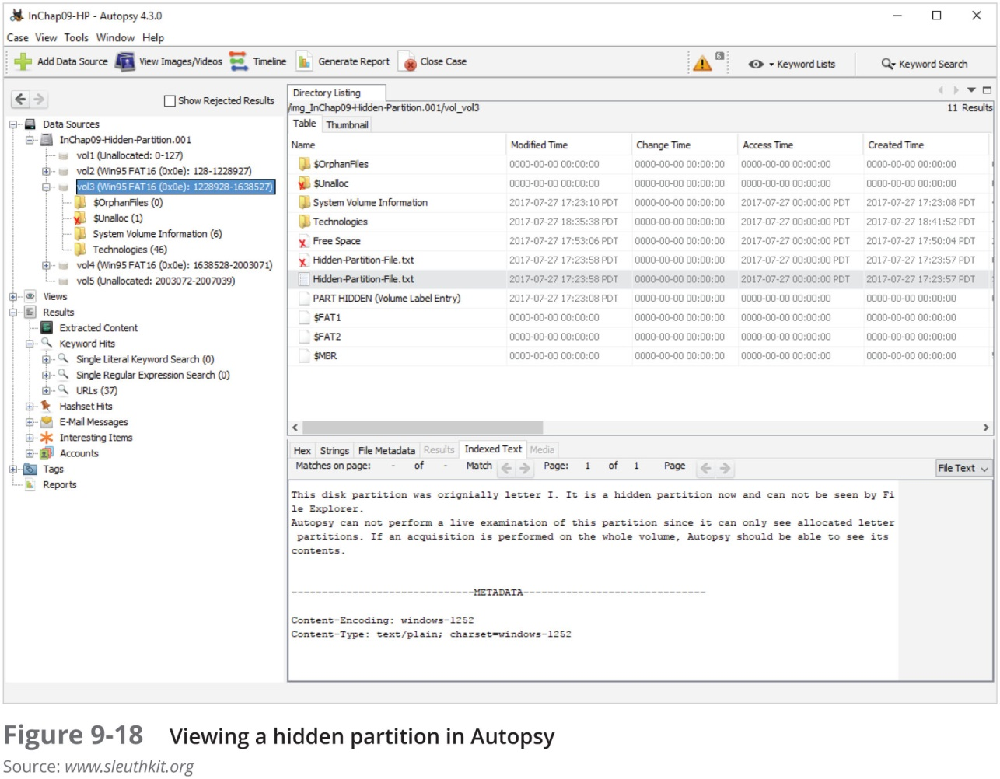 InChap09-HP - Autopsy 4.3.0
Case View Tools Window Help
Add Data Source View Images/Videos Timeline Generate Report Close Case Keyword Lists Keyword Search
Show Rejected Results
Data Sources
InChap09-Hidden-Partition.001
vol1 (Unallocated: 0-127)
vol2 (Win95 FAT16 (0x0e): 128-1228927)
vol3 (Win95 FAT16 (0x0e): 1228928-1638527)
$OrphanFiles (0)
$Unalloc (1)
System Volume Information (6)
Technologies (46)
vol4 (Win95 FAT16 (0x0e): 1638528-2003071)
vol5 (Unallocated: 2003072-2007039)
Views
Results
Extracted Content
Keyword Hits
Single Literal Keyword Search (0)
Single Regular Expression Search (0)
URLs (37)
Hashset Hits
E-Mail Messages
Interesting Items
Accounts
Tags
Reports
Directory Listing
/img_InChap09-Hidden-Partition.001/vol_vol3 11 Results
Table Thumbnail
Name Modified Time Change Time Access Time Created Time
$OrphanFiles 0000-00-00 00:00:00 0000-00-00 00:00:00 0000-00-00 00:00:00 0000-00-00 00:00:00
$Unalloc 0000-00-00 00:00:00 0000-00-00 00:00:00 0000-00-00 00:00:00 0000-00-00 00:00:00
System Volume Information 2017-07-27 17:23:10 PDT 0000-00-00 00:00:00 2017-07-27 00:00:00 PDT 2017-07-27 17:23:08 PDT
Technologies 2017-07-27 18:35:38 PDT 0000-00-00 00:00:00 2017-07-27 00:00:00 PDT 2017-07-27 18:41:52 PDT
Free Space 2017-07-27 17:53:06 PDT 0000-00-00 00:00:00 2017-07-27 00:00:00 PDT 2017-07-27 17:50:04 PDT
Hidden-Partition-File.txt 2017-07-27 17:23:58 PDT 0000-00-00 00:00:00 2017-07-27 00:00:00 PDT 2017-07-27 17:23:57 PDT
Hidden-Partition-File.txt 2017-07-27 17:23:58 PDT 0000-00-00 00:00:00 2017-07-27 00:00:00 PDT 2017-07-27 17:23:57 PDT
PART HIDDEN (Volume Label Entry) 2017-07-27 17:23:08 PDT 0000-00-00 00:00:00 0000-00-00 00:00:00 0000-00-00 00:00:00
$FAT1 0000-00-00 00:00:00 0000-00-00 00:00:00 0000-00-00 00:00:00 0000-00-00 00:00:00
$FAT2 0000-00-00 00:00:00 0000-00-00 00:00:00 0000-00-00 00:00:00 0000-00-00 00:00:00
$MBR 0000-00-00 00:00:00 0000-00-00 00:00:00 0000-00-00 00:00:00 0000-00-00 00:00:00
Hex Strings File Metadata Results Indexed Text Media
Matches on page: - of - Match Page: 1 of 1 Page File Text
This disk partition was orignially letter I. It is a hidden partition now and can not be seen by Fi
le Explorer.
Autopsy can not perform a live examination of this partition since it can only see allocated letter
partitions. If an acquisition is performed on the whole volume, Autopsy should be able to see its
contents.
------------------------------METADATA------------------------------
Content-Encoding: windows-1252
Content-Type: text/plain; charset=windows-1252
Figure 9-18 Viewing a hidden partition in Autopsy
Source: www.sleuthkit.org